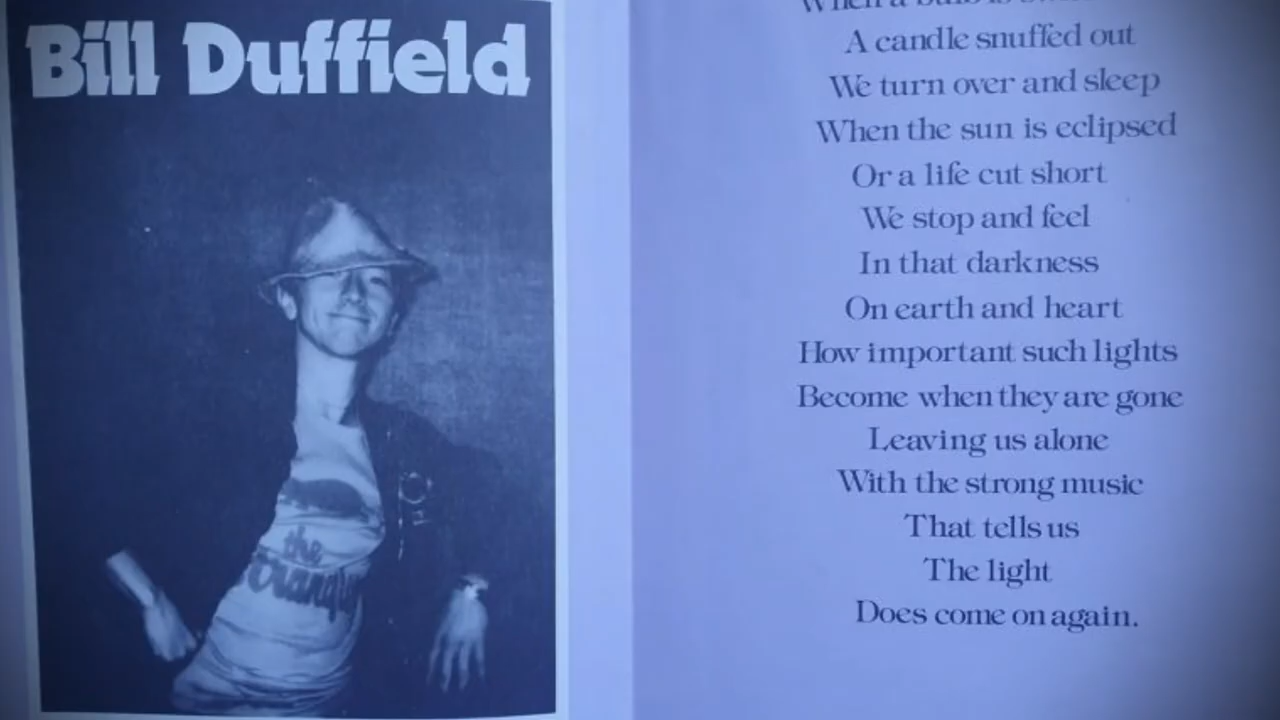 Bill Duffield
the
When a
A candle snuffed out
We turn over and sleep
When the sun is eclipsed
Or a life cut short
We stop and feel
In that darkness
On earth and heart
How important such lights
Become when they are gone
Leaving us alone
With the strong music
That tells us
The light
Does come on again.